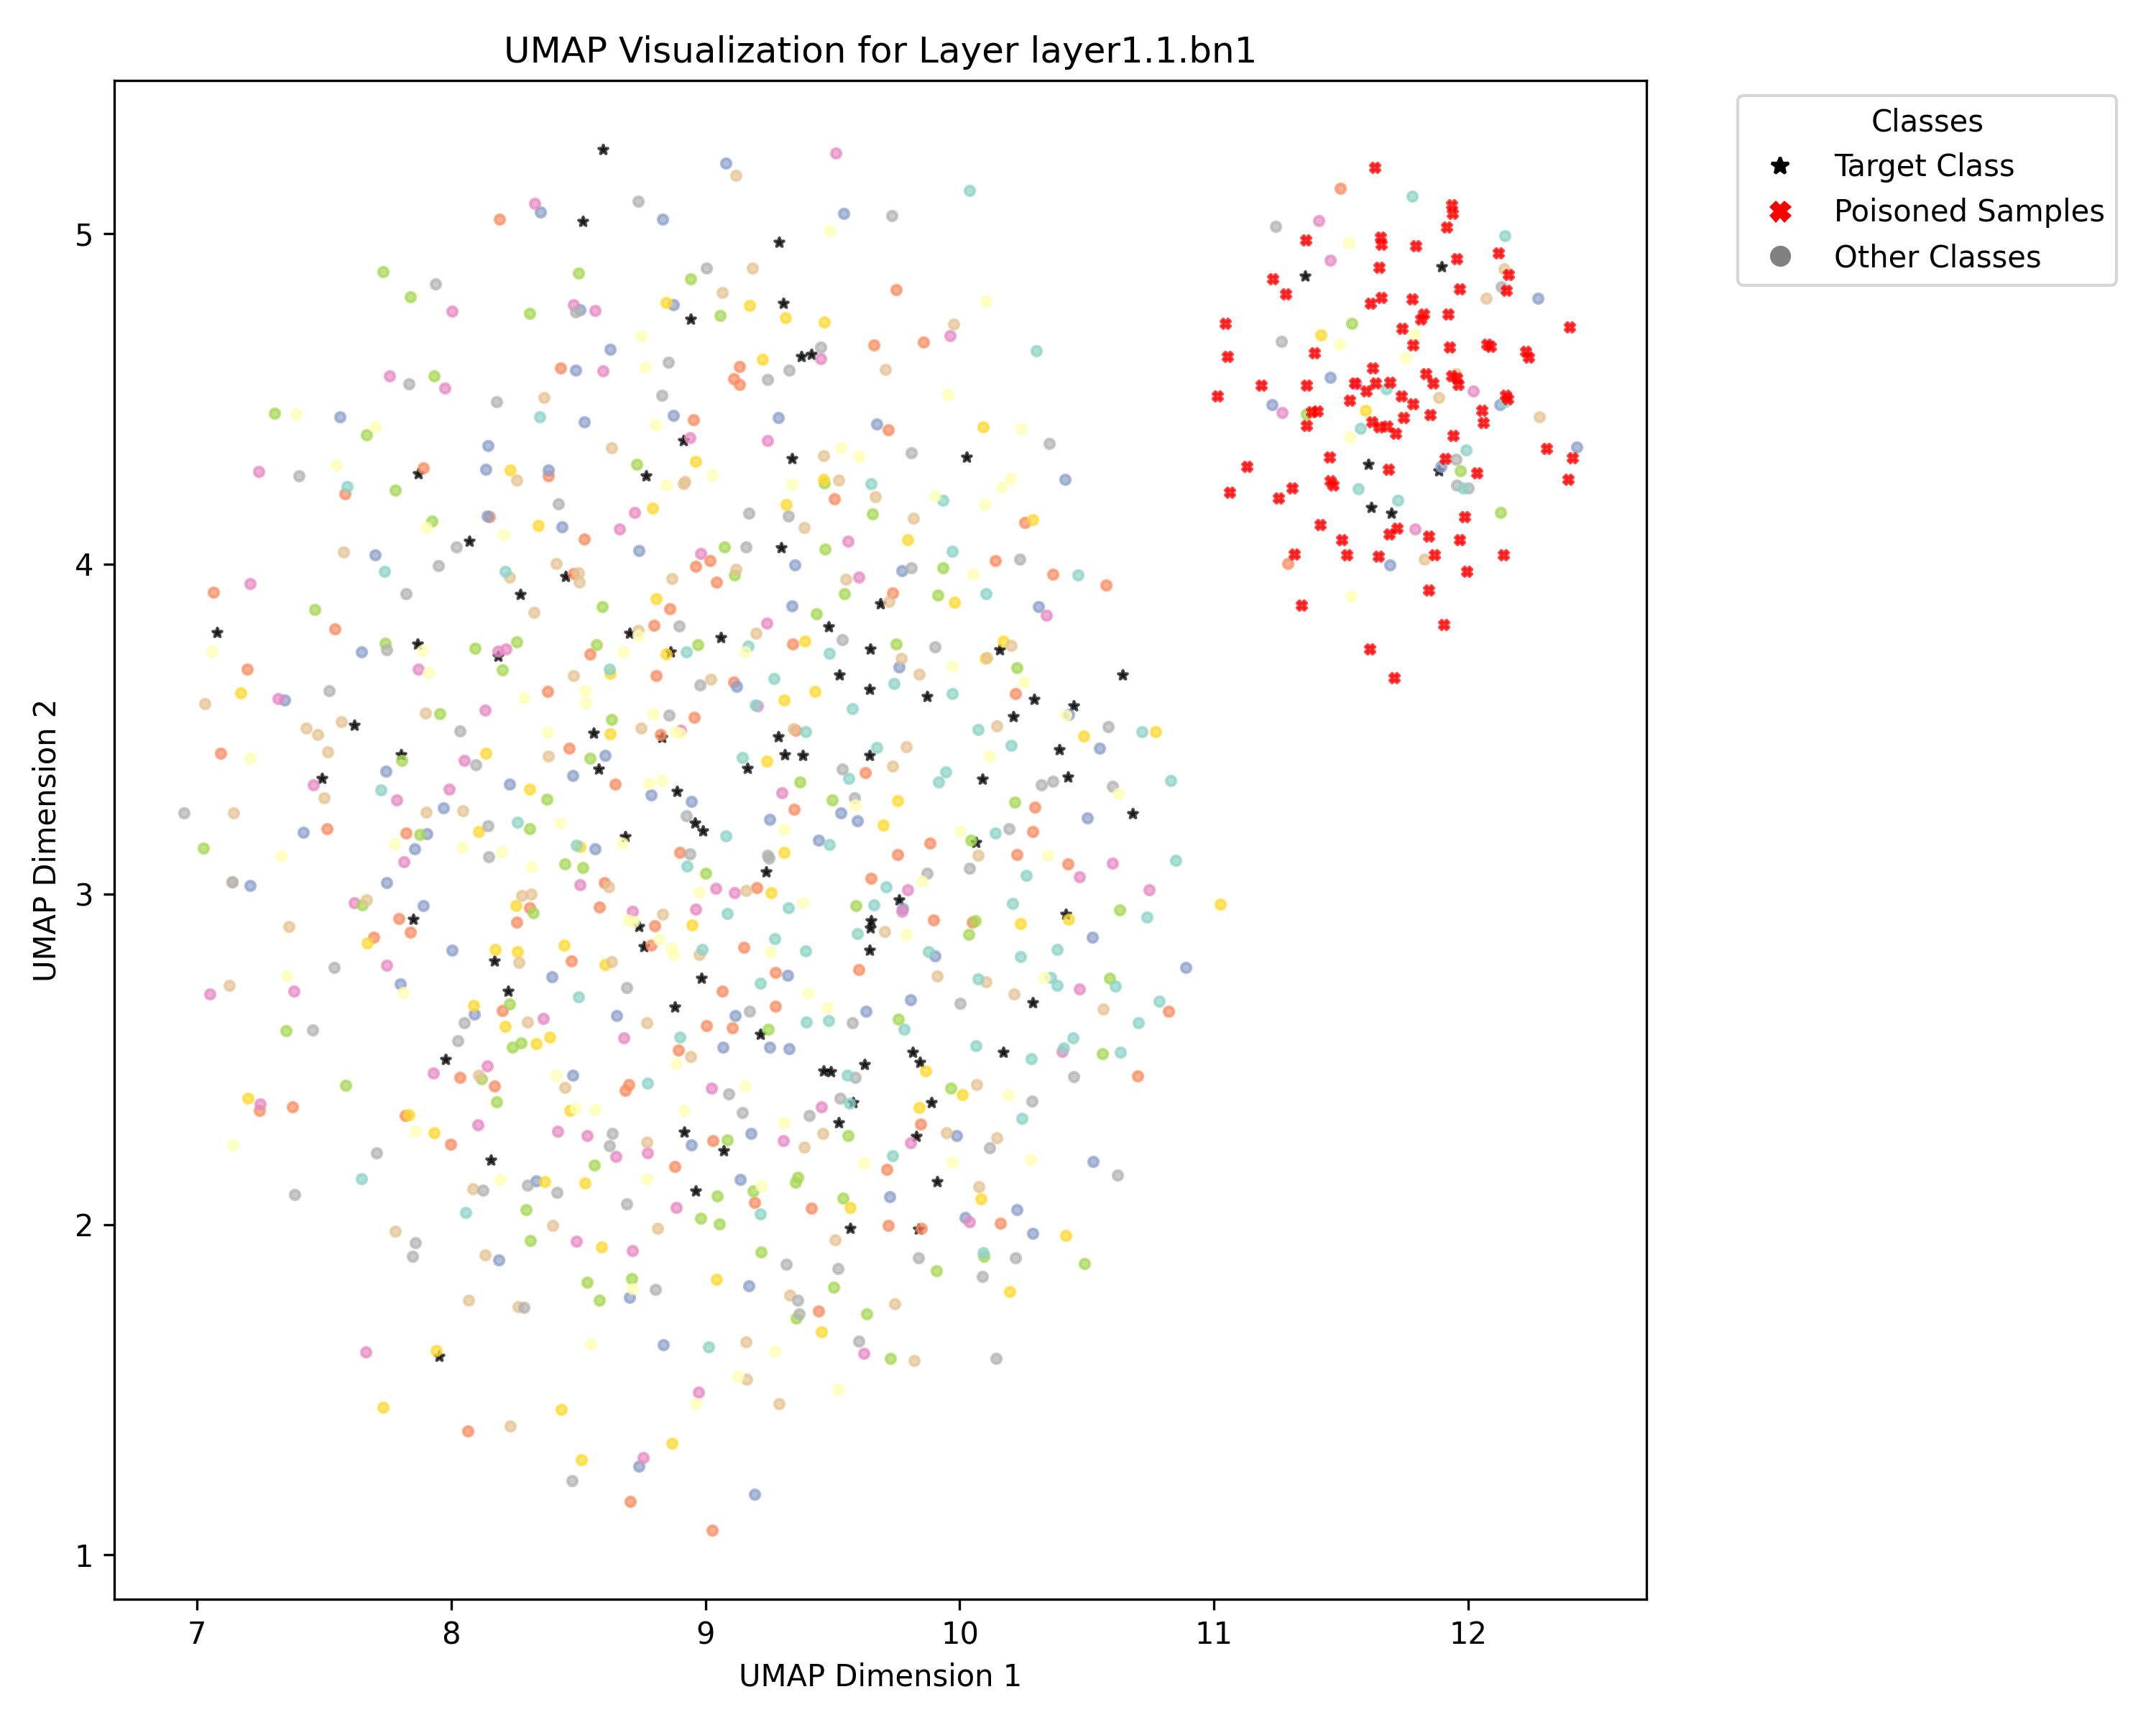 UMAP Visualization for Layer layer1.1.bn1
Classes
Target Class
Poisoned Samples
Other Classes
5
4
3
2
1
UMAP Dimension 2
7 8 9 10 11 12
UMAP Dimension 1